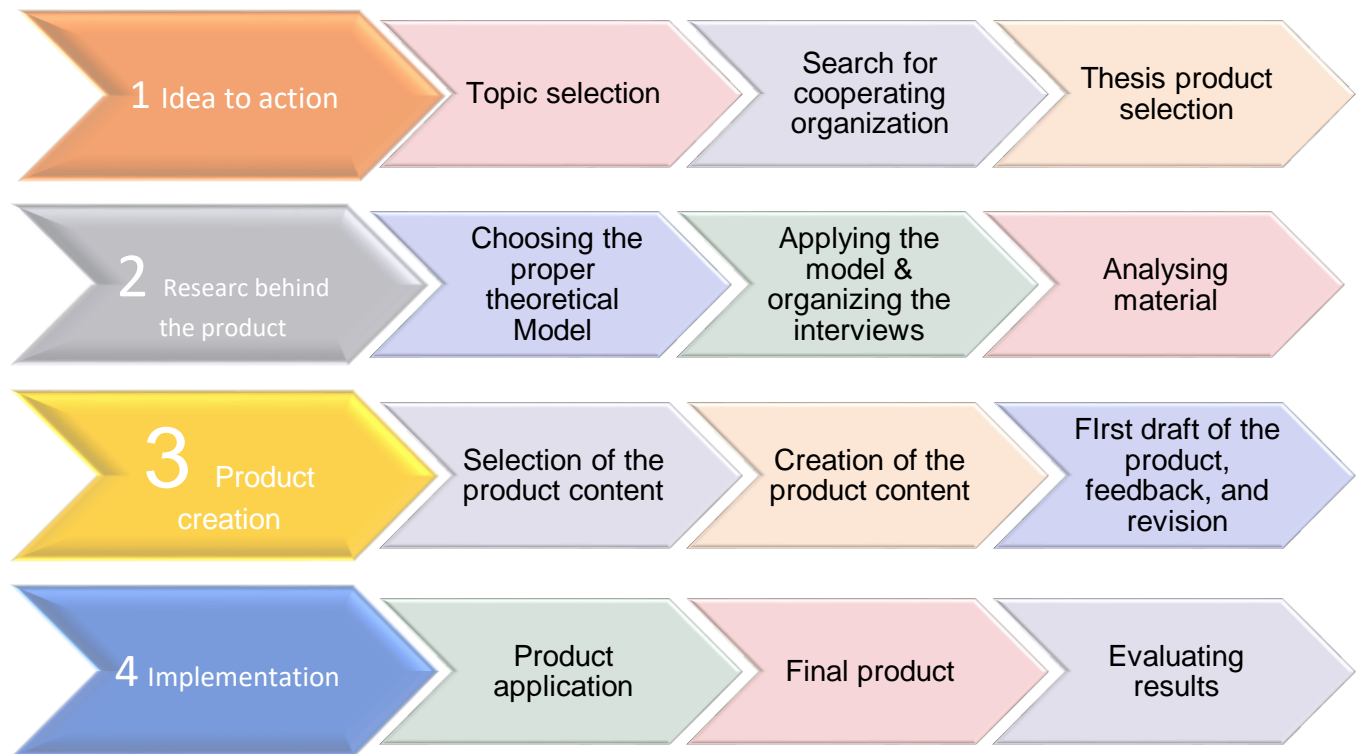 1 Idea to action
Topic selection
Search for
cooperating
organization
Thesis product
selection
2 Researc behind
the product
Choosing the
proper
theoretical
Model
Applying the
model &
organizing the
interviews
Analysing
material
3 Product
creation
Selection of the
product content
Creation of the
product content
FIrst draft of the
product,
feedback, and
revision
4 Implementation
Product
application
Final product
Evaluating
results